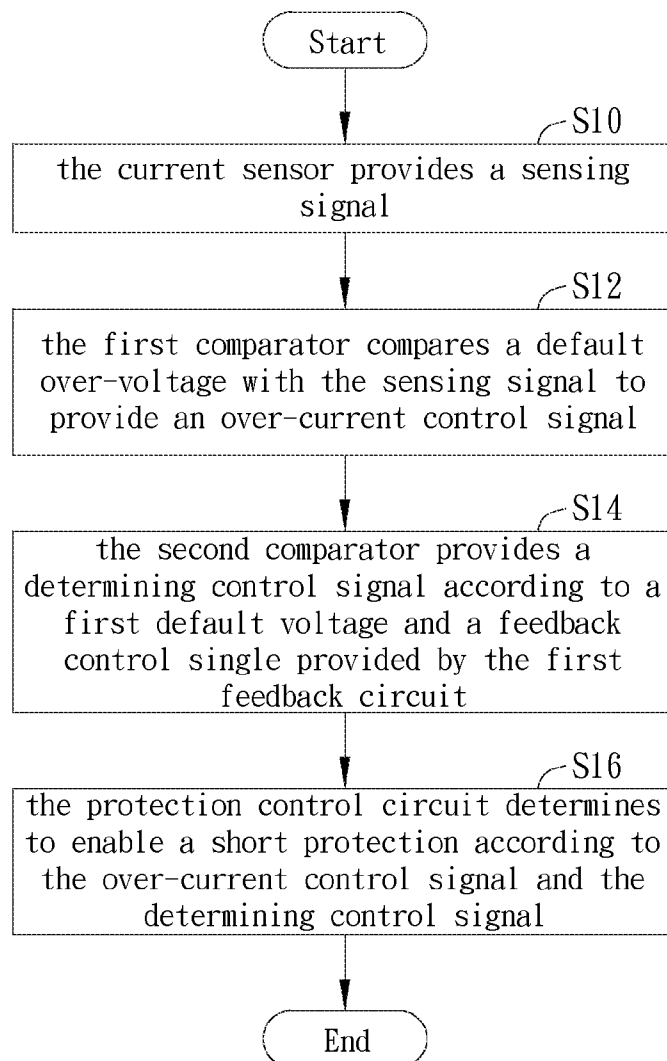 Start
S10
the current sensor provides a sensing
signal
S12
the first comparator compares a default
over-voltage with the sensing signal to
provide an over-current control signal
S14
the second comparator provides a
determining control signal according to a
first default voltage and a feedback
control single provided by the first
feedback circuit
S16
the protection control circuit determines
to enable a short protection according to
the over-current control signal and the
determining control signal
End